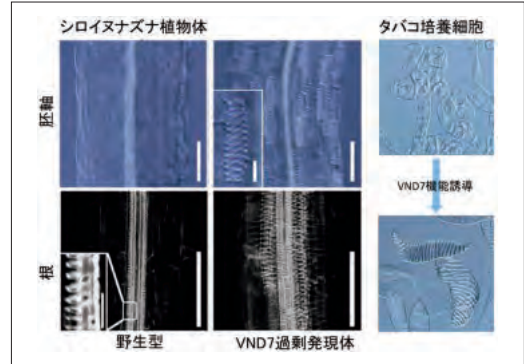 シロイヌナズナ植物体
タバコ培養細胞
胚軸
VND7機能誘導
根
野生型
VND7過剰発現体